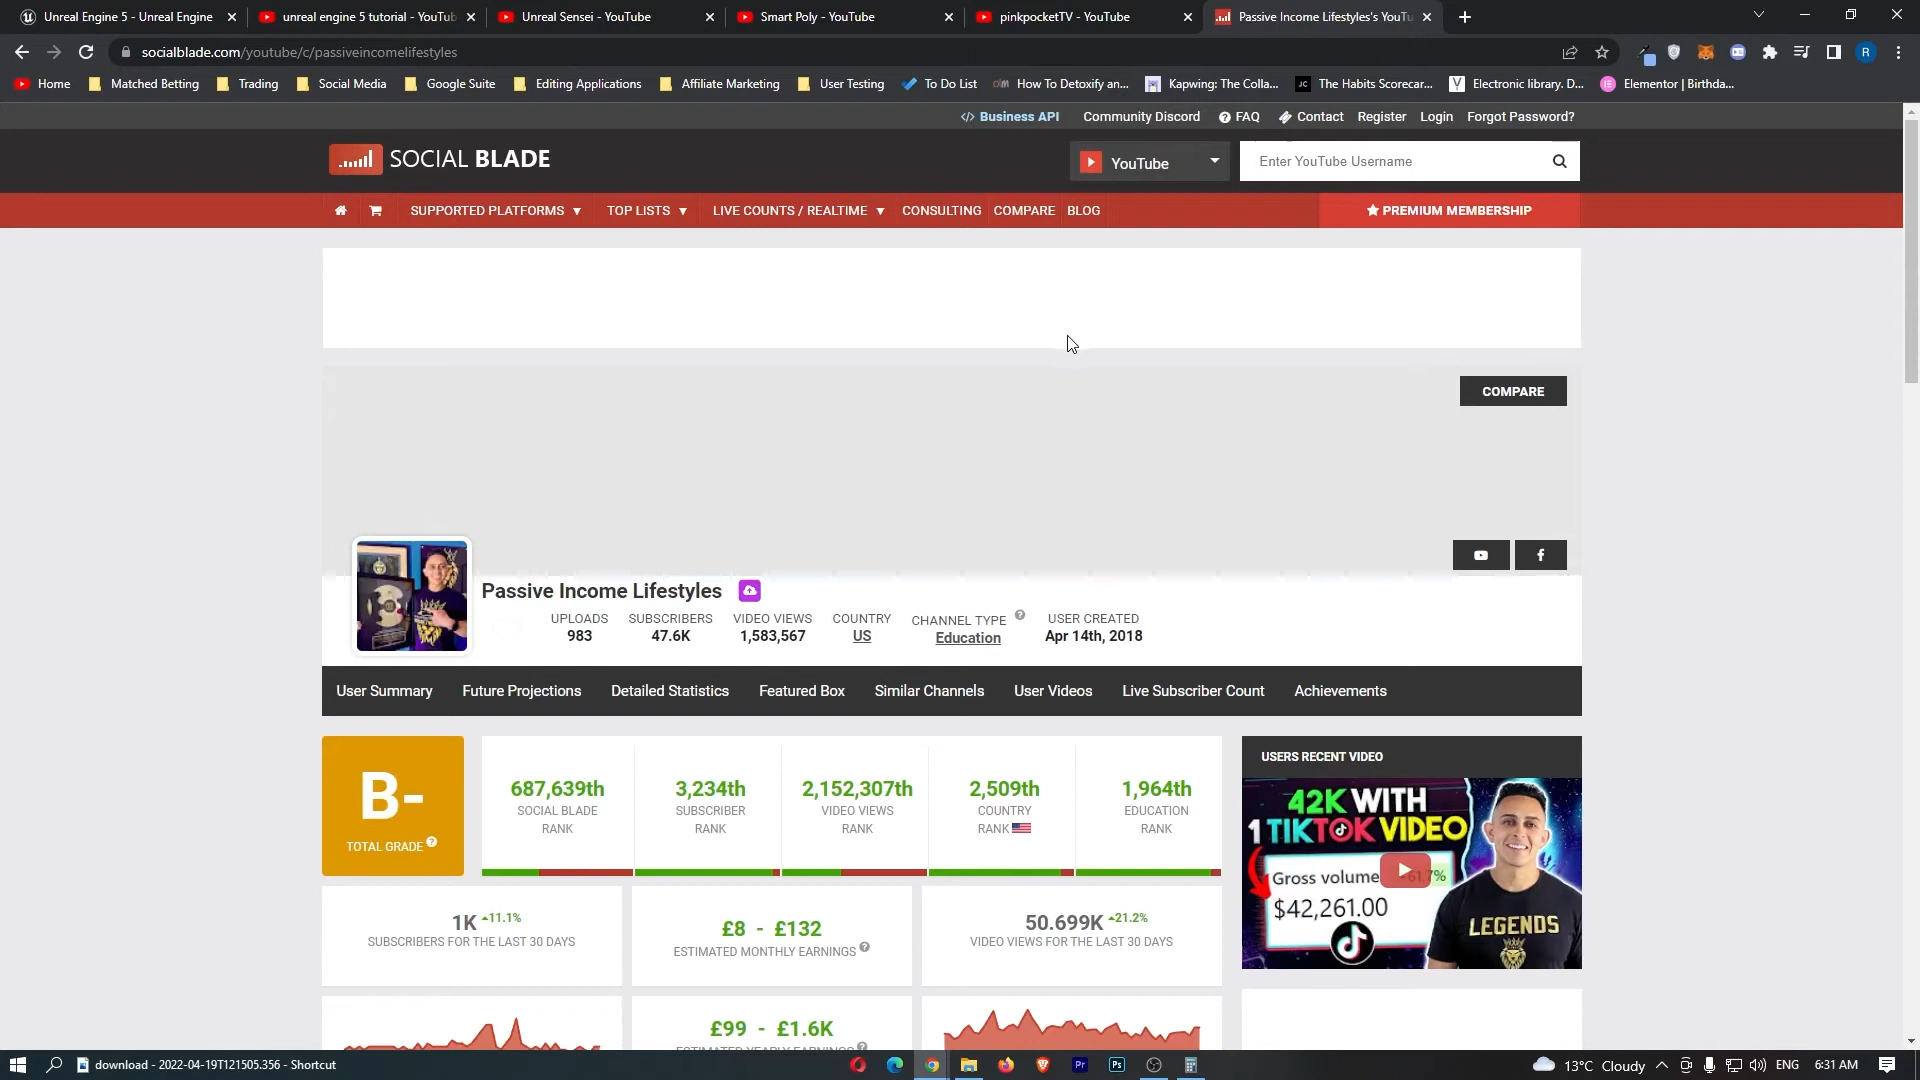 Unreal Engine 5 - Unreal Engine
unreal engine 5 tutorial - YouTub
Unreal Sensei - YouTube
Smart Poly - YouTube
pinkpocketTV - YouTube
Passive Income Lifestyles's YouTu
socialblade.com/youtube/c/passiveincomelifestyles
R
Home
Matched Betting
Trading
Social Media
Google Suite
Editing Applications
Affiliate Marketing
User Testing
To Do List
How To Detoxify an...
Kapwing: The Colla...
JC The Habits Scorecar...
Electronic library. D...
Elementor | Birthda...
</> Business API
Community Discord
FAQ
Contact
Register
Login
Forgot Password?
SOCIAL BLADE
YouTube
Enter YouTube Username
SUPPORTED PLATFORMS
TOP LISTS
LIVE COUNTS / REALTIME
CONSULTING
COMPARE
BLOG
PREMIUM MEMBERSHIP
COMPARE
Passive Income Lifestyles
UPLOADS
983
SUBSCRIBERS
47.6K
VIDEO VIEWS
1,583,567
COUNTRY
US
CHANNEL TYPE
Education
USER CREATED
Apr 14th, 2018
User Summary
Future Projections
Detailed Statistics
Featured Box
Similar Channels
User Videos
Live Subscriber Count
Achievements
B-
TOTAL GRADE
687,639th
SOCIAL BLADE
RANK
3,234th
SUBSCRIBER
RANK
2,152,307th
VIDEO VIEWS
RANK
2,509th
COUNTRY
RANK
1,964th
EDUCATION
RANK
USERS RECENT VIDEO
42K WITH
1 TIKTOK VIDEO
Gross volume
61.7%
$42,261.00
LEGENDS
1K 11.1%
SUBSCRIBERS FOR THE LAST 30 DAYS
£8 - £132
ESTIMATED MONTHLY EARNINGS
50.699K 21.2%
VIDEO VIEWS FOR THE LAST 30 DAYS
£99 - £1.6K
ESTIMATED YEARLY EARNINGS
download - 2022-04-19T121505.356 - Shortcut
Pr
Ps
13°C Cloudy
ENG
6:31 AM